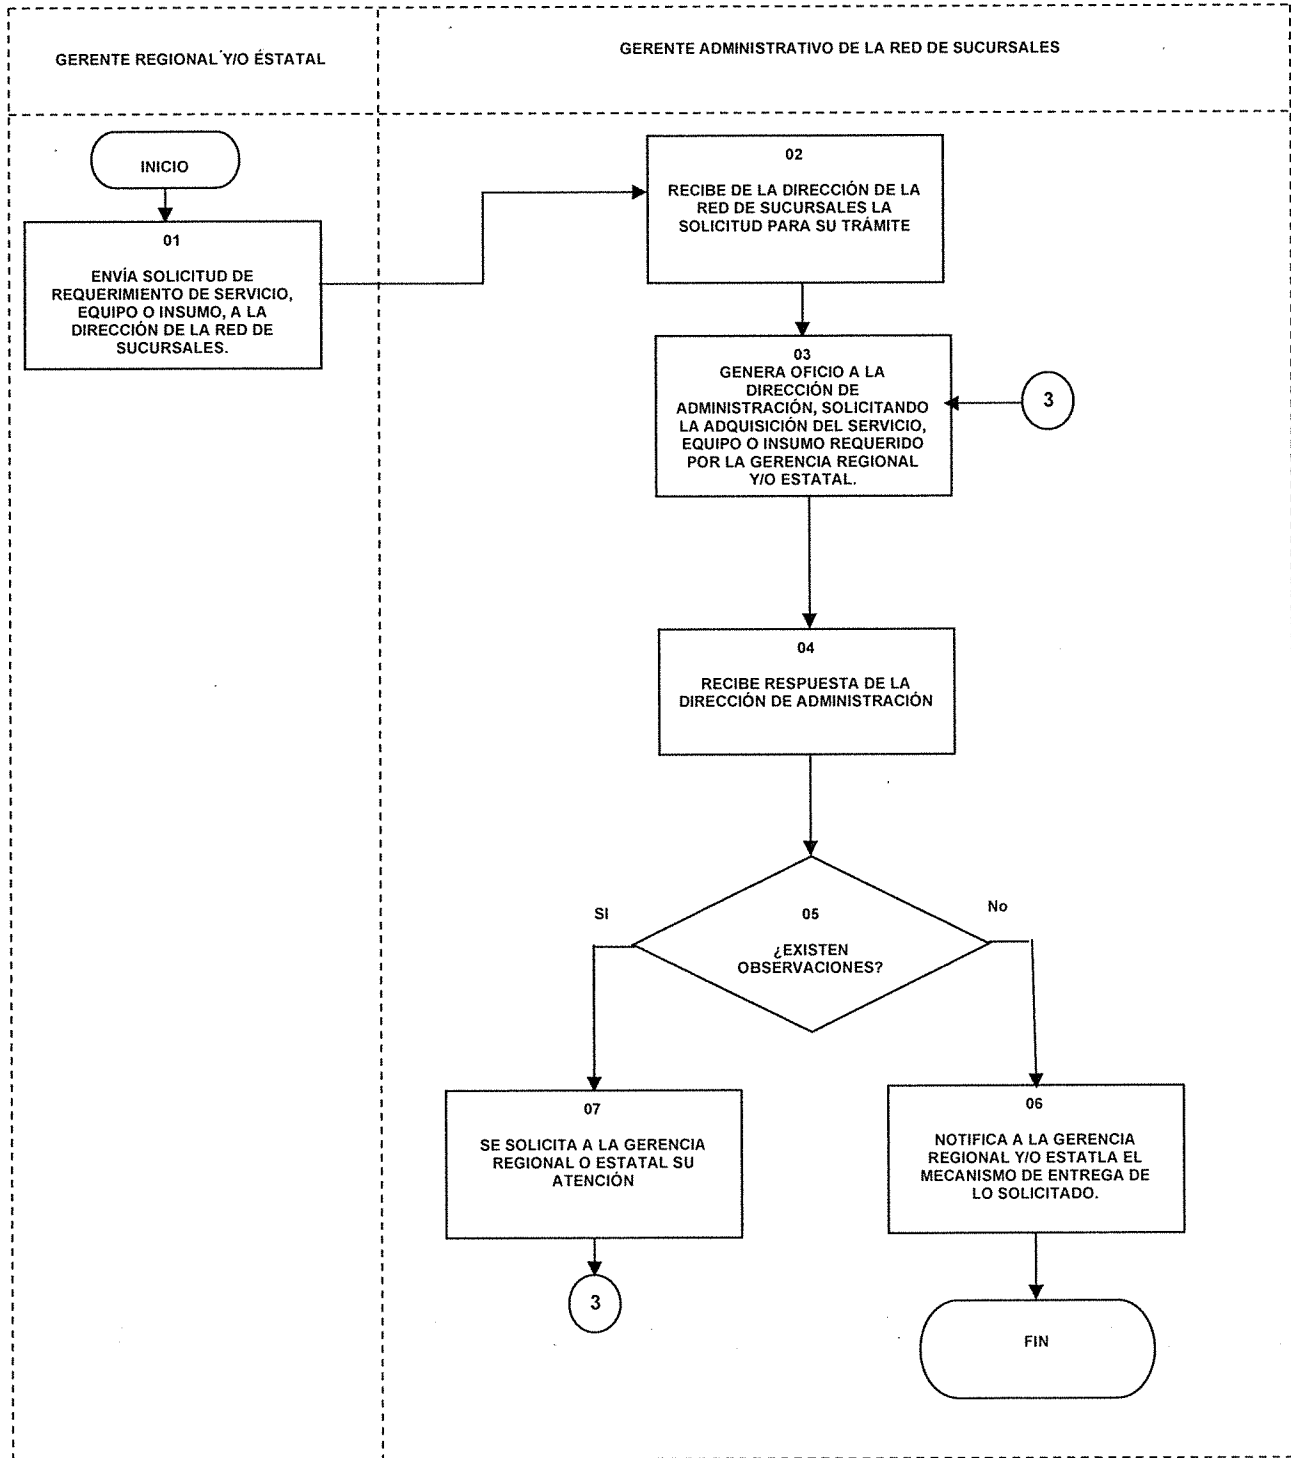 GERENTE REGIONAL Y/O ESTATAL
GERENTE ADMINISTRATIVO DE LA RED DE SUCURSALES
INICIO
01
ENVÍA SOLICITUD DE
REQUERIMIENTO DE SERVICIO,
EQUIPO O INSUMO, A LA
DIRECCIÓN DE LA RED DE
SUCURSALES.
02
RECIBE DE LA DIRECCIÓN DE LA
RED DE SUCURSALES LA
SOLICITUD PARA SU TRÁMITE
03
GENERA OFICIO A LA
DIRECCIÓN DE
ADMINISTRACIÓN, SOLICITANDO
LA ADQUISICIÓN DEL SERVICIO,
EQUIPO O INSUMO REQUERIDO
POR LA GERENCIA REGIONAL
Y/O ESTATAL.
3
04
RECIBE RESPUESTA DE LA
DIRECCIÓN DE ADMINISTRACIÓN
SI
05
¿EXISTEN
OBSERVACIONES?
No
07
SE SOLICITA A LA GERENCIA
REGIONAL O ESTATAL SU
ATENCIÓN
3
06
NOTIFICA A LA GERENCIA
REGIONAL Y/O ESTATLA EL
MECANISMO DE ENTREGA DE
LO SOLICITADO.
FIN